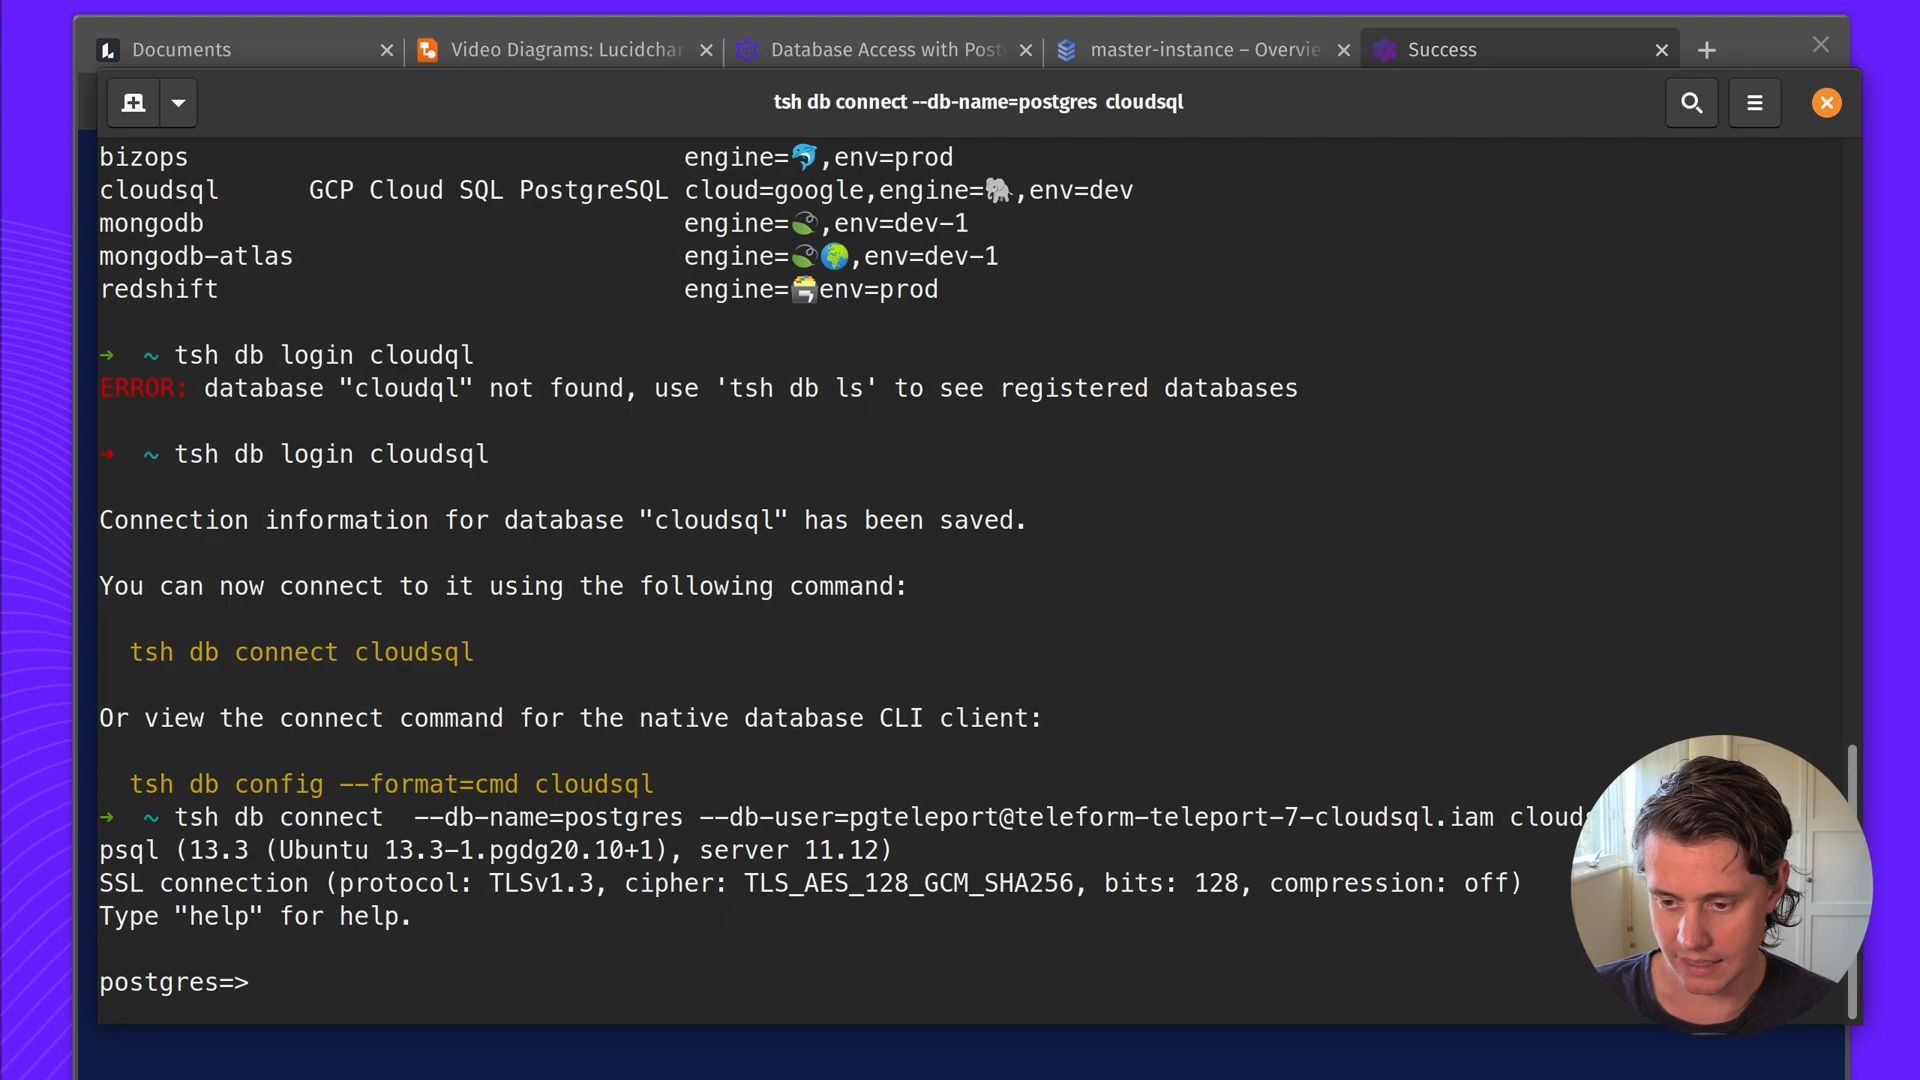 Documents
Video Diagrams: Lucidchar
Database Access with Post
master-instance – Overvie
Success
tsh db connect --db-name=postgres cloudsql
bizops engine=🐬,env=prod
cloudsql GCP Cloud SQL PostgreSQL cloud=google,engine=🐘,env=dev
mongodb engine=🍃,env=dev-1
mongodb-atlas engine=🍃🌍,env=dev-1
redshift engine=🗃env=prod
➜ ~ tsh db login cloudql
ERROR: database "cloudql" not found, use 'tsh db ls' to see registered databases
➜ ~ tsh db login cloudsql
Connection information for database "cloudsql" has been saved.
You can now connect to it using the following command:
tsh db connect cloudsql
Or view the connect command for the native database CLI client:
tsh db config --format=cmd cloudsql
➜ ~ tsh db connect --db-name=postgres --db-user=pgteleport@teleform-teleport-7-cloudsql.iam clouds
psql (13.3 (Ubuntu 13.3-1.pgdg20.10+1), server 11.12)
SSL connection (protocol: TLSv1.3, cipher: TLS_AES_128_GCM_SHA256, bits: 128, compression: off)
Type "help" for help.
postgres=>